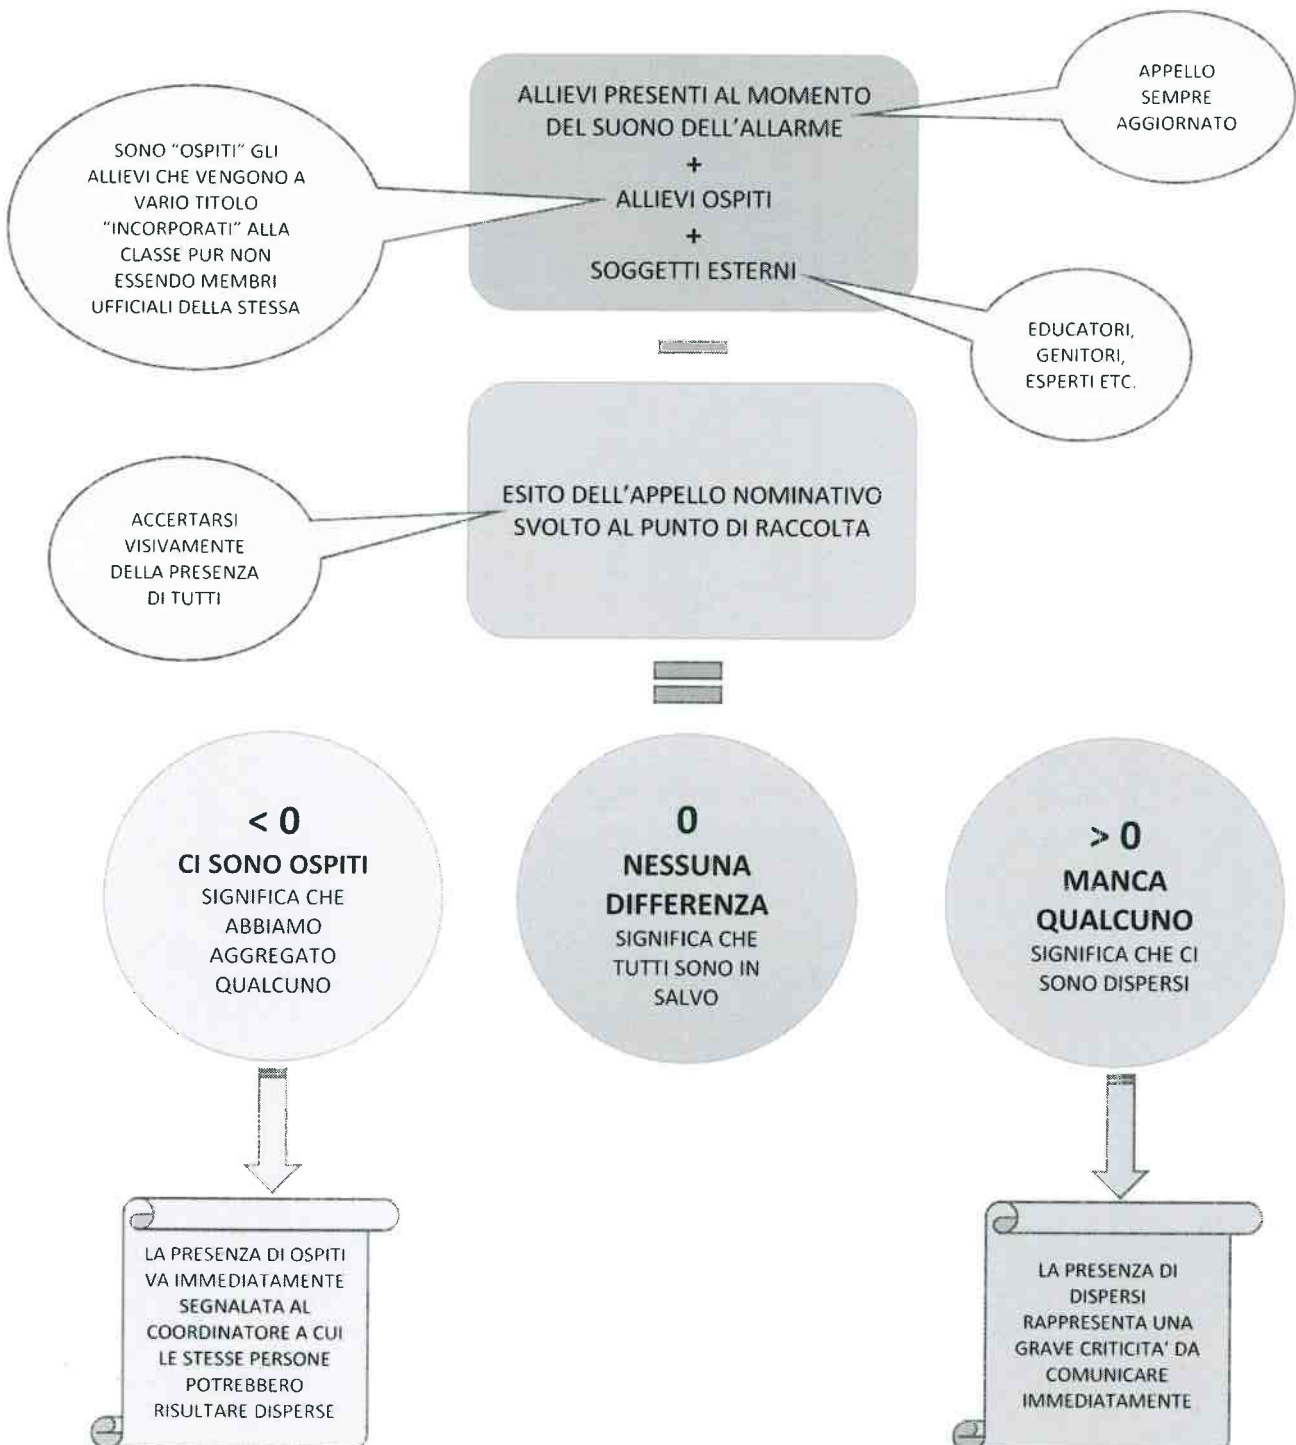 ALLIEVI PRESENTI AL MOMENTO
DEL SUONO DELL'ALLARME
+
ALLIEVI OSPITI
+
SOGGETTI ESTERNI
APPELLO
SEMPRE
AGGIORNATO
SONO "OSPITI" GLI
ALLIEVI CHE VENGONO A
VARIO TITOLO
"INCORPORATI" ALLA
CLASSE PUR NON
ESSENDO MEMBRI
UFFICIALI DELLA STESSA
EDUCATORI,
GENITORI,
ESPERTI ETC.
ESITO DELL'APPELLO NOMINATIVO
SVOLTO AL PUNTO DI RACCOLTA
ACCERTARSI
VISIVAMENTE
DELLA PRESENZA
DI TUTTI
< 0
CI SONO OSPITI
SIGNIFICA CHE
ABBIAMO
AGGREGATO
QUALCUNO
0
NESSUNA
DIFFERENZA
SIGNIFICA CHE
TUTTI SONO IN
SALVO
> 0
MANCA
QUALCUNO
SIGNIFICA CHE CI
SONO DISPERSI
LA PRESENZA DI OSPITI
VA IMMEDIATAMENTE
SEGNALATA AL
COORDINATORE A CUI
LE STESSE PERSONE
POTREBBERO
RISULTARE DISPERSE
LA PRESENZA DI
DISPERSI
RAPPRESENTA UNA
GRAVE CRITICITA' DA
COMUNICARE
IMMEDIATAMENTE